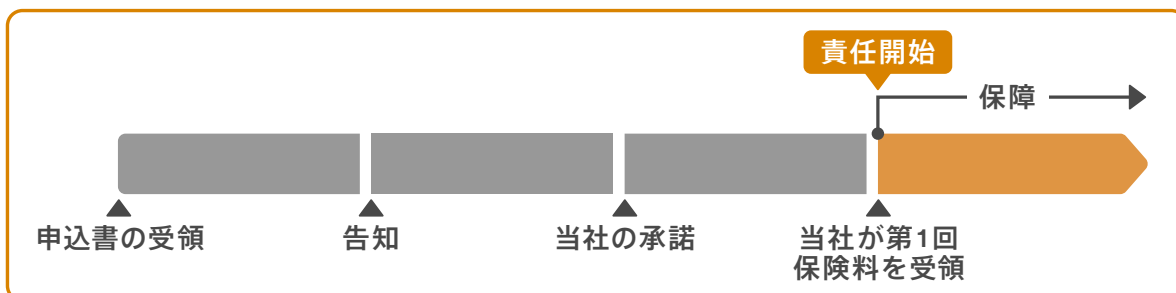 責任開始
保障
申込書の受領
告知
当社の承諾
当社が第1回
保険料を受領